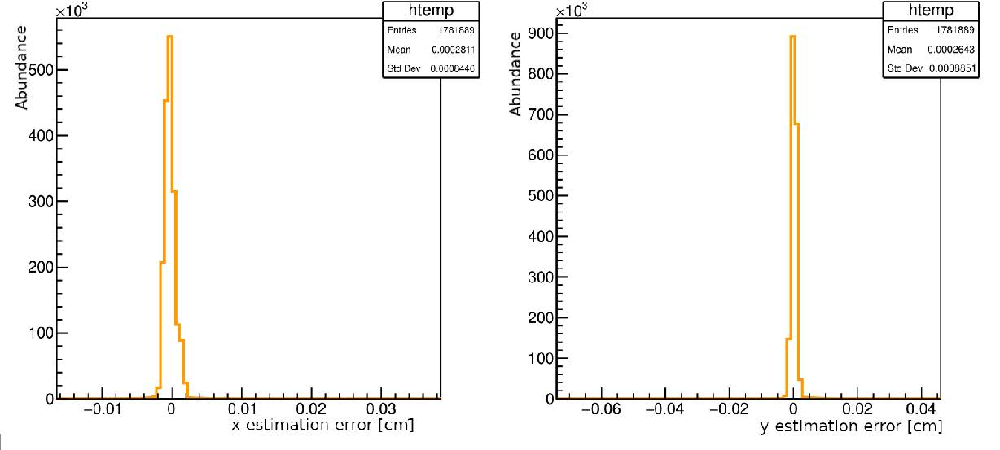 ×10³
htemp
Entries 1781889
Mean −0.0002811
Std Dev 0.0008446
Abundance
500
400
300
200
100
0
−0.01 0 0.01 0.02 0.03
x estimation error [cm]
×10³
htemp
Entries 1781889
Mean 0.0002643
Std Dev 0.0008851
Abundance
900
800
700
600
500
400
300
200
100
0
−0.06 −0.04 −0.02 0 0.02 0.04
y estimation error [cm]